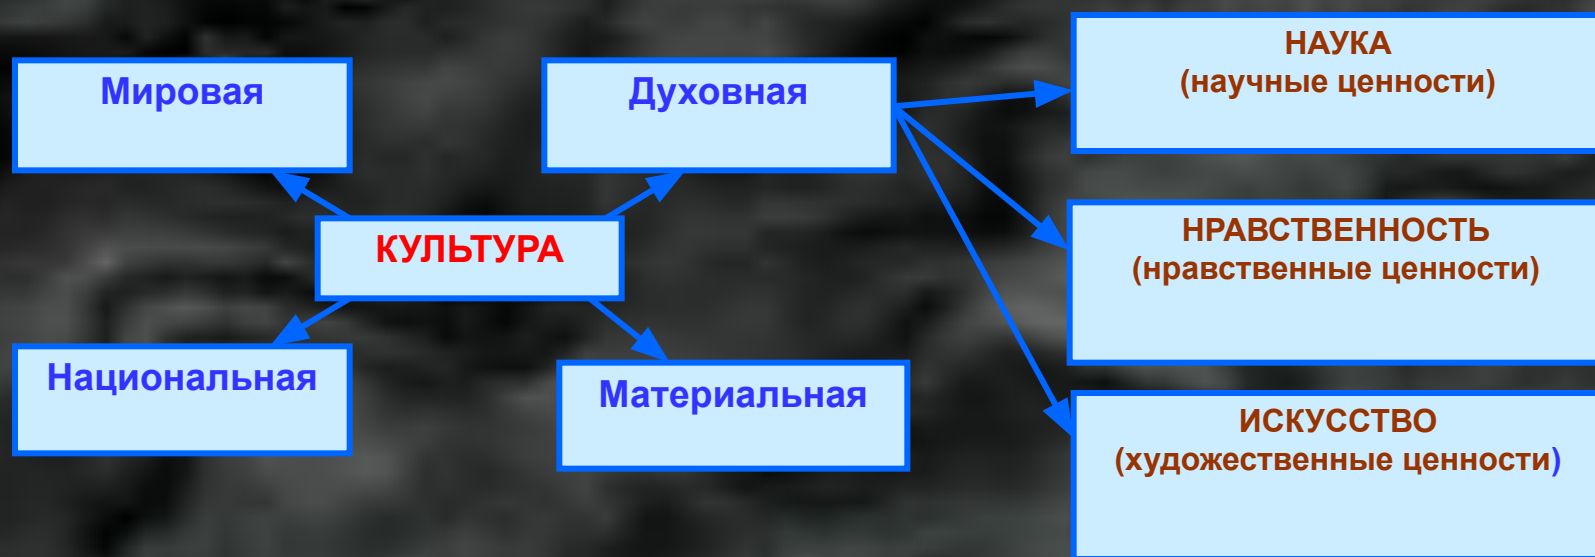 Мировая
Духовная
НАУКА
(научные ценности)
КУЛЬТУРА
НРАВСТВЕННОСТЬ
(нравственные ценности)
Национальная
Материальная
ИСКУССТВО
(художественные ценности)